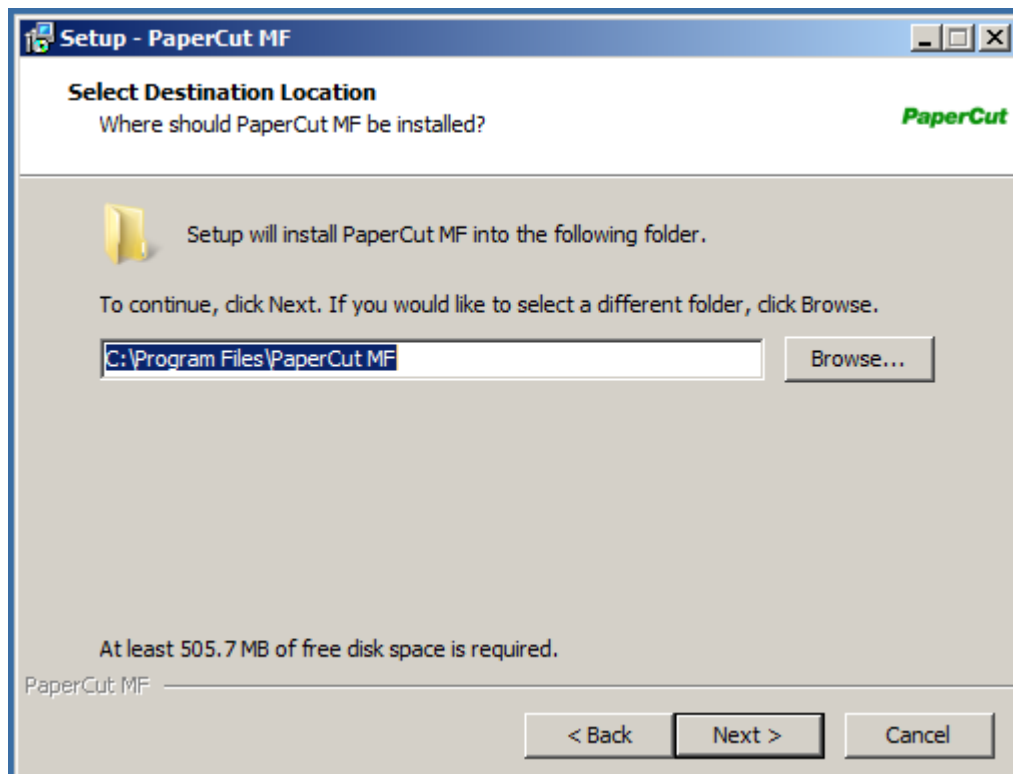 Setup - PaperCut MF
Select Destination Location
Where should PaperCut MF be installed?
PaperCut
Setup will install PaperCut MF into the following folder.
To continue, click Next. If you would like to select a different folder, click Browse.
C:\Program Files\PaperCut MF
Browse...
At least 505.7 MB of free disk space is required.
PaperCut MF
< Back
Next >
Cancel